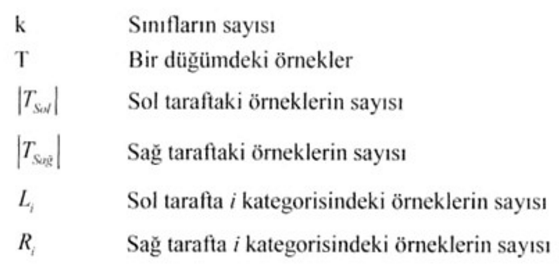 k Sınıfların sayısı
T Bir düğümdeki örnekler
|T_Sol| Sol taraftaki örneklerin sayısı
|T_Sağ| Sağ taraftaki örneklerin sayısı
L_i Sol tarafta i kategorisindeki örneklerin sayısı
R_i Sağ tarafta i kategorisindeki örneklerin sayısı